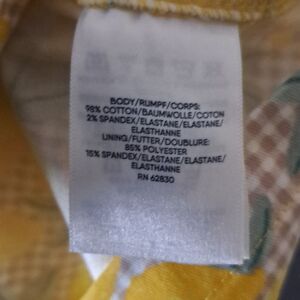 BODY/RUMPF/CORPS:
98% COTTON/BAUMWOLLE/COTON
2% SPANDEX/ELASTANE/ELASTANE/
ELASTHANNE
LINING/FUTTER/DOUBLURE:
85% POLYESTER
15% SPANDEX/ELASTANE/ELASTANE/
ELASTHANNE
RN 62830